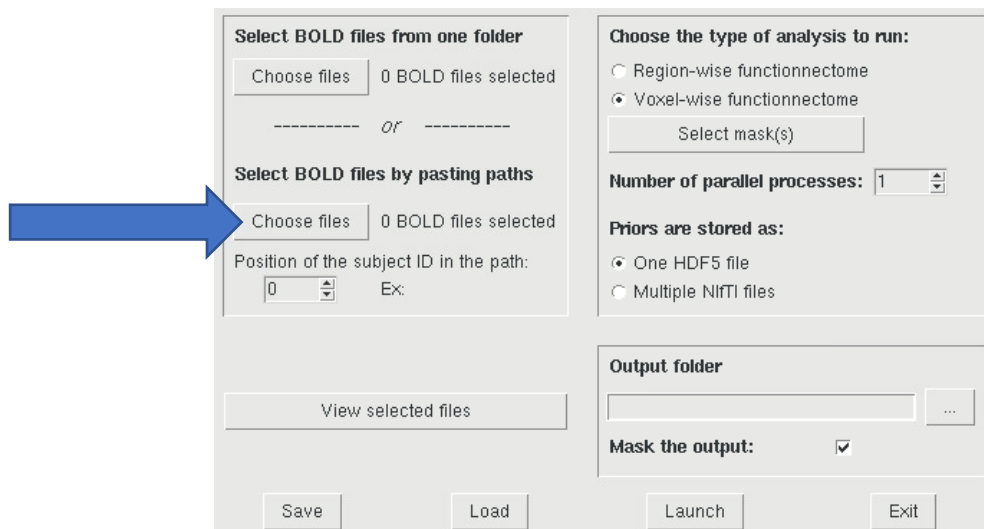 Select BOLD files from one folder
Choose files 0 BOLD files selected
---------- or ----------
Select BOLD files by pasting paths
Choose files 0 BOLD files selected
Position of the subject ID in the path:
0 Ex:
View selected files
Choose the type of analysis to run:
Region-wise functionnectome
Voxel-wise functionnectome
Select mask(s)
Number of parallel processes: 1
Priors are stored as:
One HDF5 file
Multiple NIfTI files
Output folder
...
Mask the output:
Save Load Launch Exit